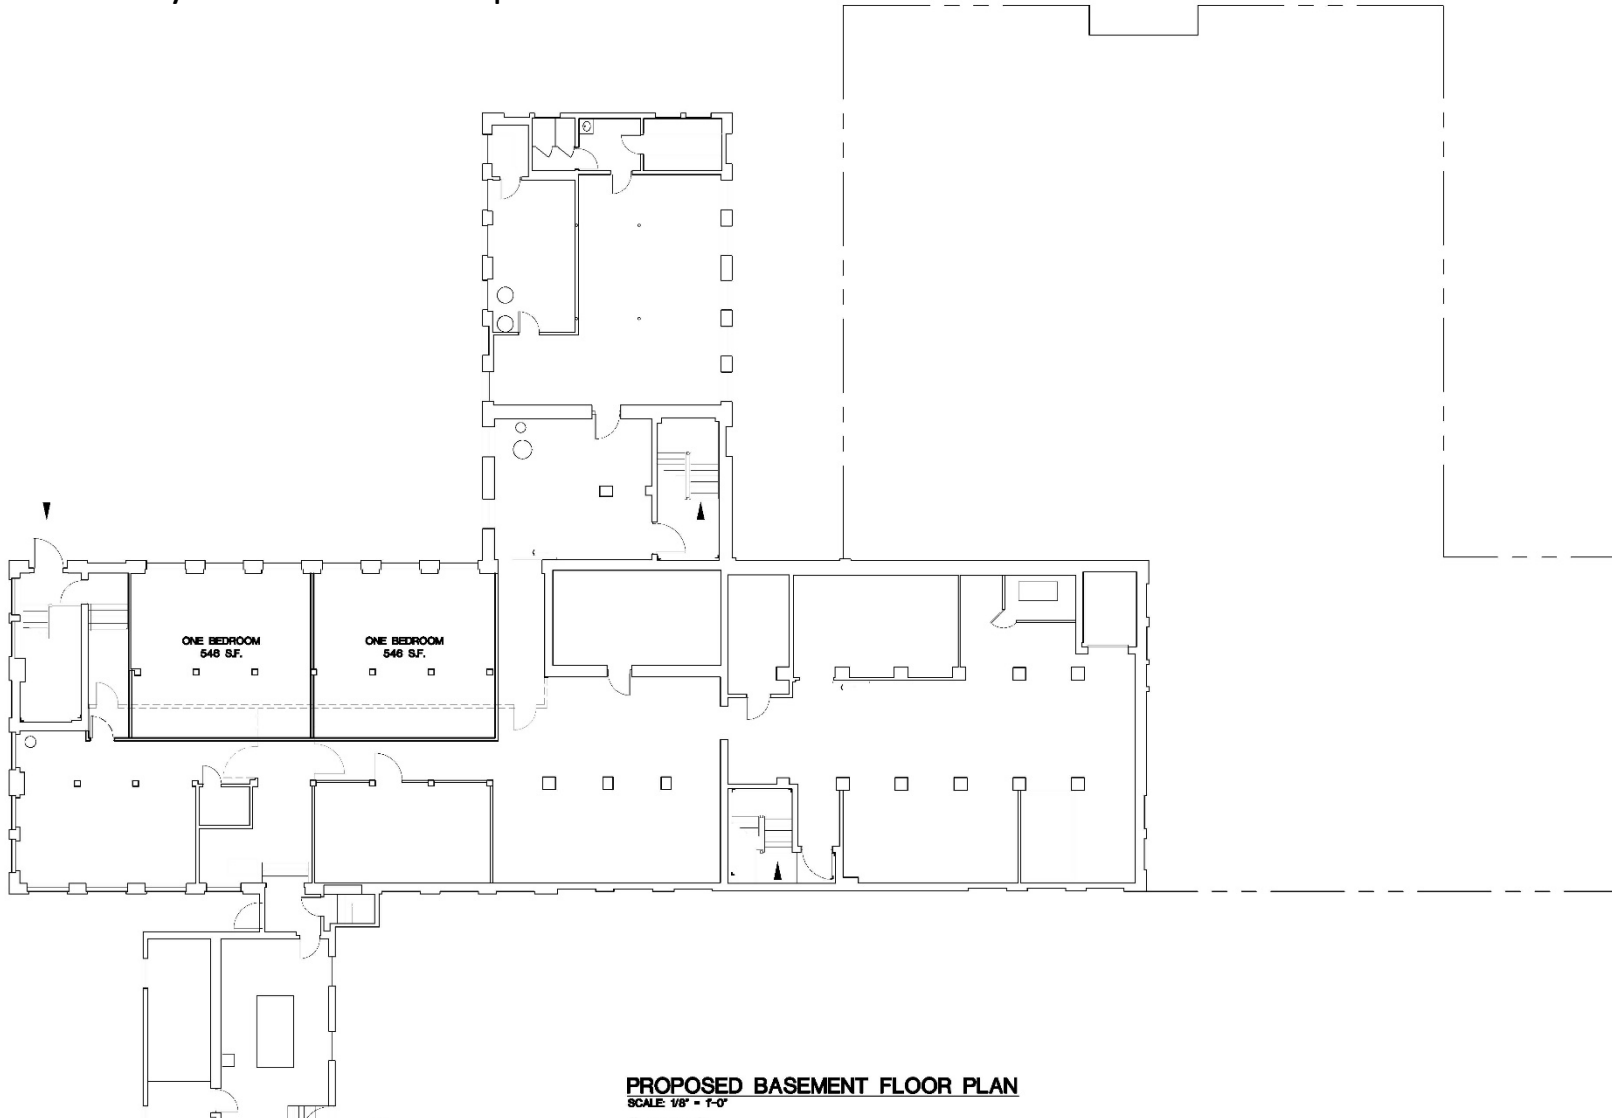 ONE BEDROOM
546 S.F.
ONE BEDROOM
546 S.F.
PROPOSED BASEMENT FLOOR PLAN
SCALE: 1/8" = 1'-0"